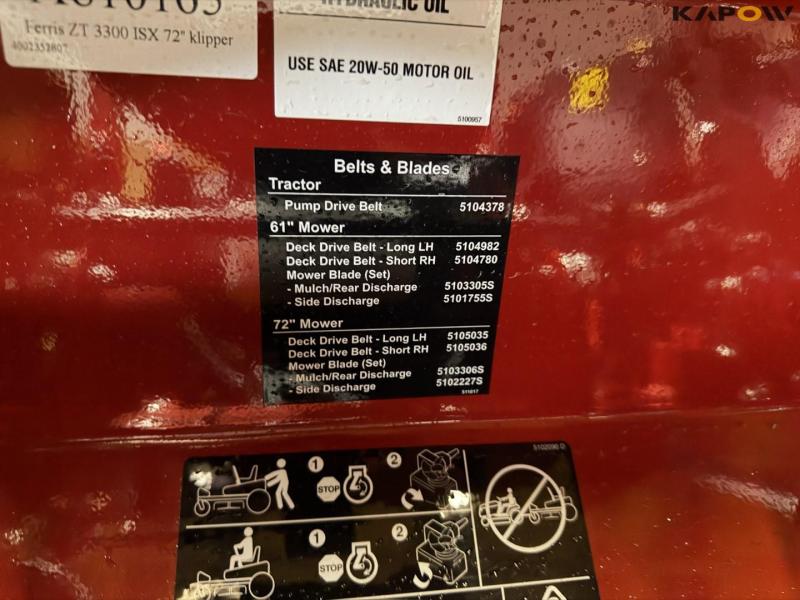 KAPOW
Ferris ZT 3300 ISX 72" klipper
4002352807
HYDRAULIC OIL
USE SAE 20W-50 MOTOR OIL
5100957
Belts & Blades
Tractor
Pump Drive Belt 5104378
61" Mower
Deck Drive Belt - Long LH 5104982
Deck Drive Belt - Short RH 5104780
Mower Blade (Set)
- Mulch/Rear Discharge 5103305S
- Side Discharge 5101755S
72" Mower
Deck Drive Belt - Long LH 5105035
Deck Drive Belt - Short RH 5105036
Mower Blade (Set)
- Mulch/Rear Discharge 5103306S
- Side Discharge 5102227S
511017
5102090 D
1 STOP 2
1 STOP 2